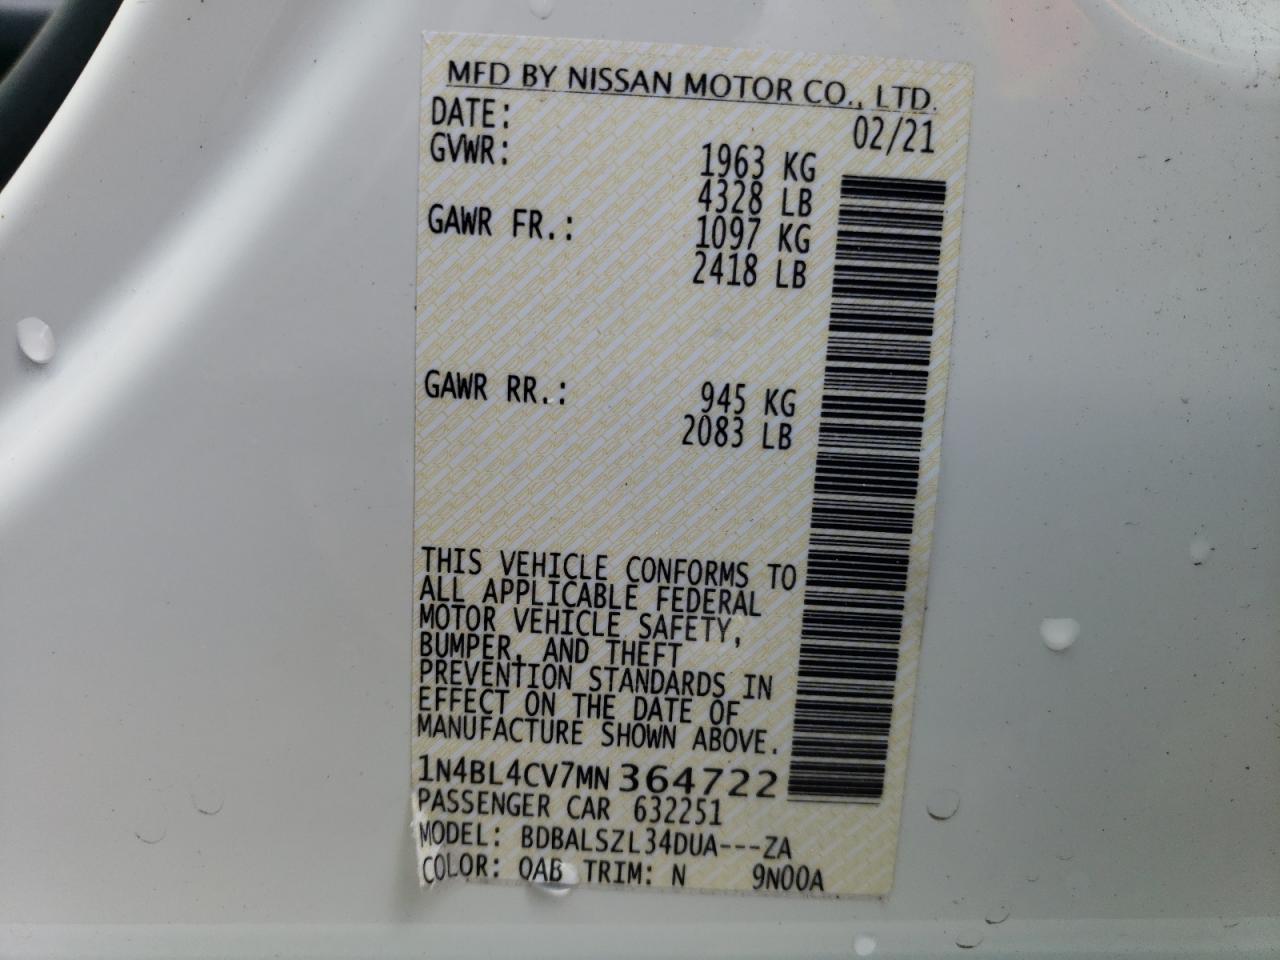 MFD BY NISSAN MOTOR CO., LTD.
DATE: 02/21
GVWR: 1963 KG
4328 LB
GAWR FR.: 1097 KG
2418 LB
GAWR RR.: 945 KG
2083 LB
THIS VEHICLE CONFORMS TO
ALL APPLICABLE FEDERAL
MOTOR VEHICLE SAFETY,
BUMPER, AND THEFT
PREVENTION STANDARDS IN
EFFECT ON THE DATE OF
MANUFACTURE SHOWN ABOVE.
1N4BL4CV7MN 364722
PASSENGER CAR 632251
MODEL: BDBALSZL34DUA---ZA
COLOR: QAB TRIM: N 9N00A